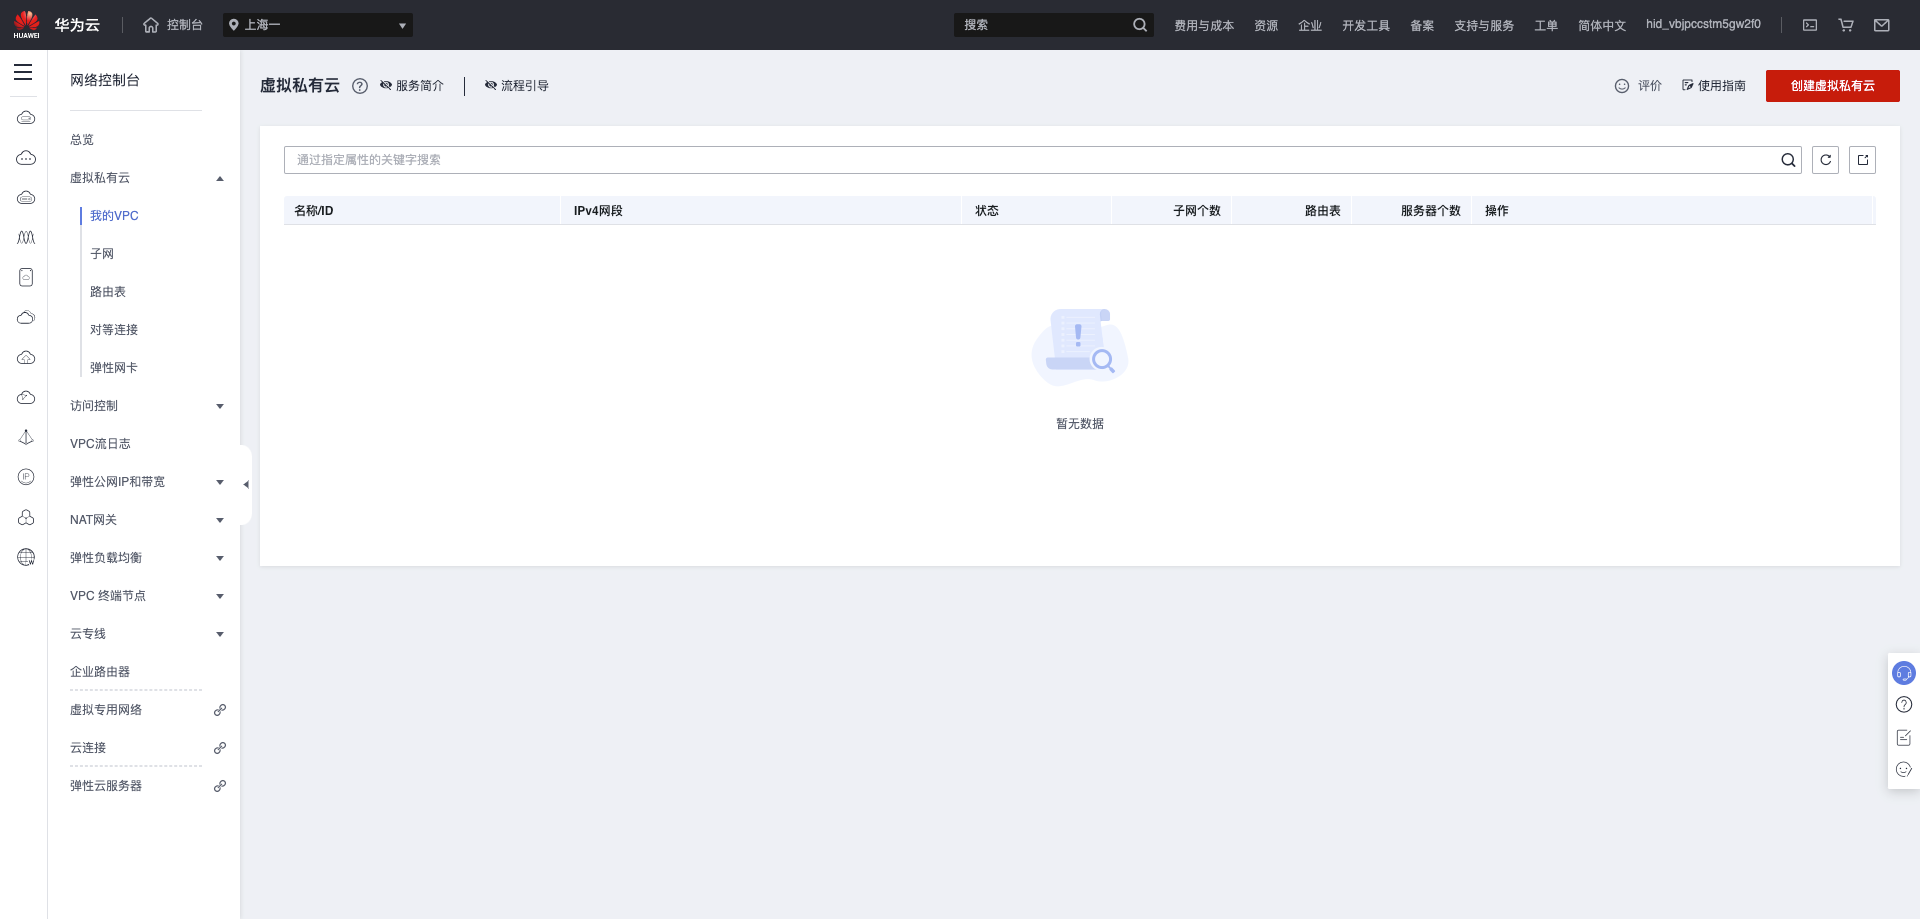 HUAWEI
华为云
控制台
上海一
搜索
费用与成本
资源
企业
开发工具
备案
支持与服务
工单
简体中文
hid_vbjpccstm5gw2f0
网络控制台
总览
虚拟私有云
我的VPC
子网
路由表
对等连接
弹性网卡
访问控制
VPC流日志
弹性公网IP和带宽
NAT网关
弹性负载均衡
VPC 终端节点
云专线
企业路由器
虚拟专用网络
云连接
弹性云服务器
虚拟私有云
服务简介
流程引导
评价
使用指南
创建虚拟私有云
通过指定属性的关键字搜索
名称/ID
IPv4网段
状态
子网个数
路由表
服务器个数
操作
暂无数据